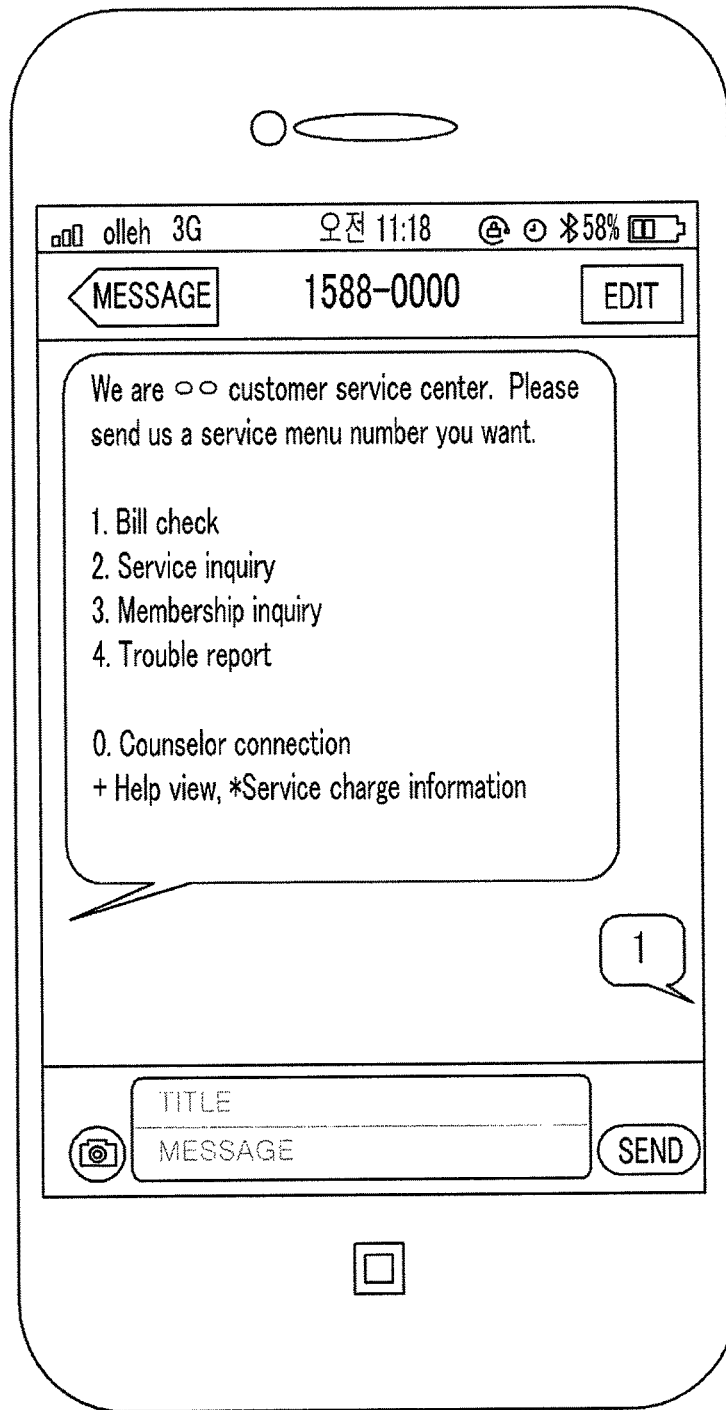 olleh 3G 오전 11:18 58%
MESSAGE 1588-0000 EDIT
We are ○○ customer service center. Please
send us a service menu number you want.
1. Bill check
2. Service inquiry
3. Membership inquiry
4. Trouble report
0. Counselor connection
+ Help view, *Service charge information
1
TITLE
MESSAGE
SEND